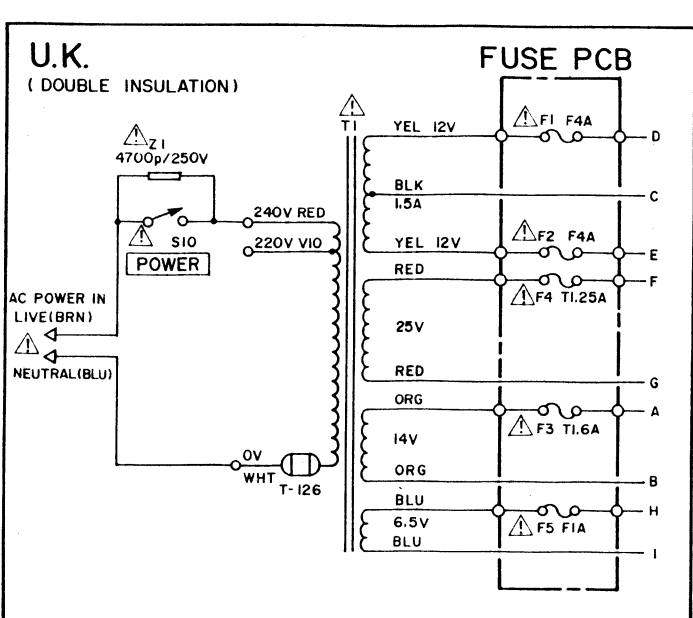 U.K.
FUSE PCB
( DOUBLE INSULATION )
Z1
4700p/250V
T1
YEL 12V
F1 F4A
D
BLK
C
1.5A
240V RED
S10
220V VIO
YEL 12V
F2 F4A
E
POWER
RED
F
F4 T1.25A
AC POWER IN
LIVE(BRN)
25V
NEUTRAL(BLU)
RED
G
ORG
A
F3 T1.6A
14V
0V
ORG
WHT
B
T-126
BLU
H
6.5V
F5 F1A
BLU
I